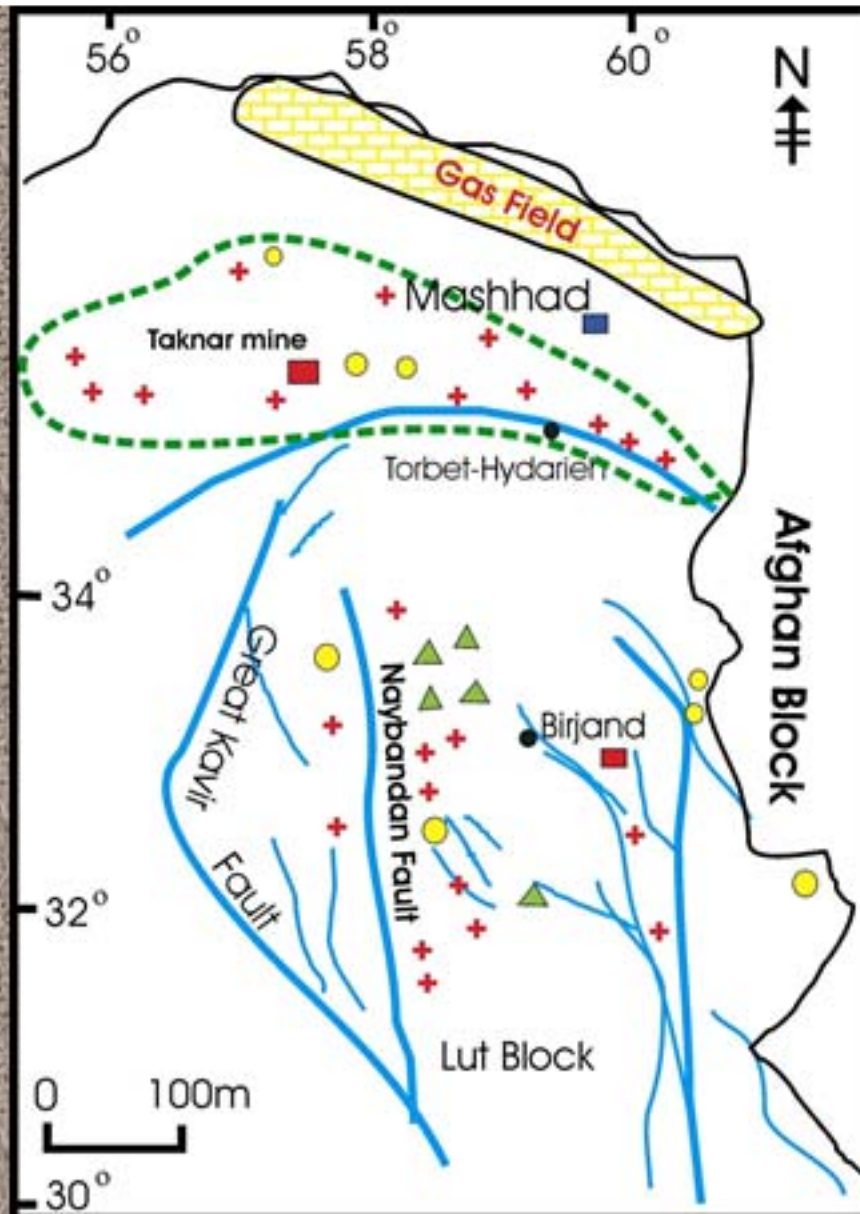 56°
58°
60°
N
Gas Field
Mashhad
Taknar mine
Torbet-Hydarieh
34°
Afghan Block
Great Kavir
Fault
Naybandan Fault
Birjand
32°
Lut Block
0 100m
30°